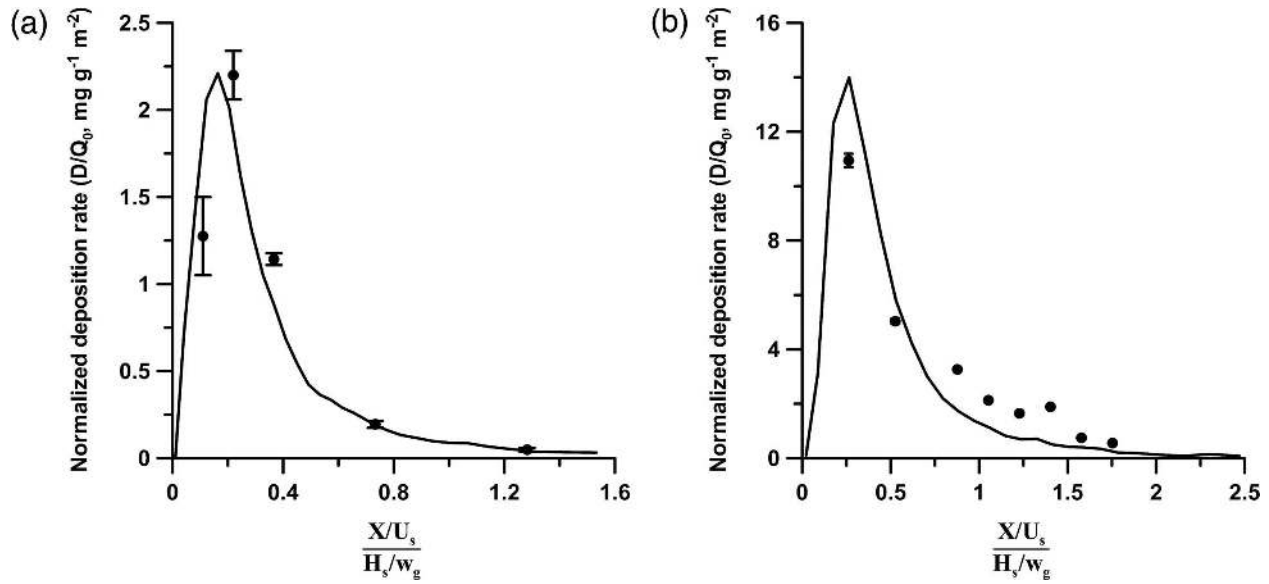 (a)
Normalized deposition rate (D/Q₀, mg g⁻¹ m⁻²)
2.5
2
1.5
1
0.5
0
0 0.4 0.8 1.2 1.6
X/Uₛ
Hₛ/w_g
(b)
Normalized deposition rate (D/Q₀, mg g⁻¹ m⁻²)
16
12
8
4
0
0 0.5 1 1.5 2 2.5
X/Uₛ
Hₛ/w_g